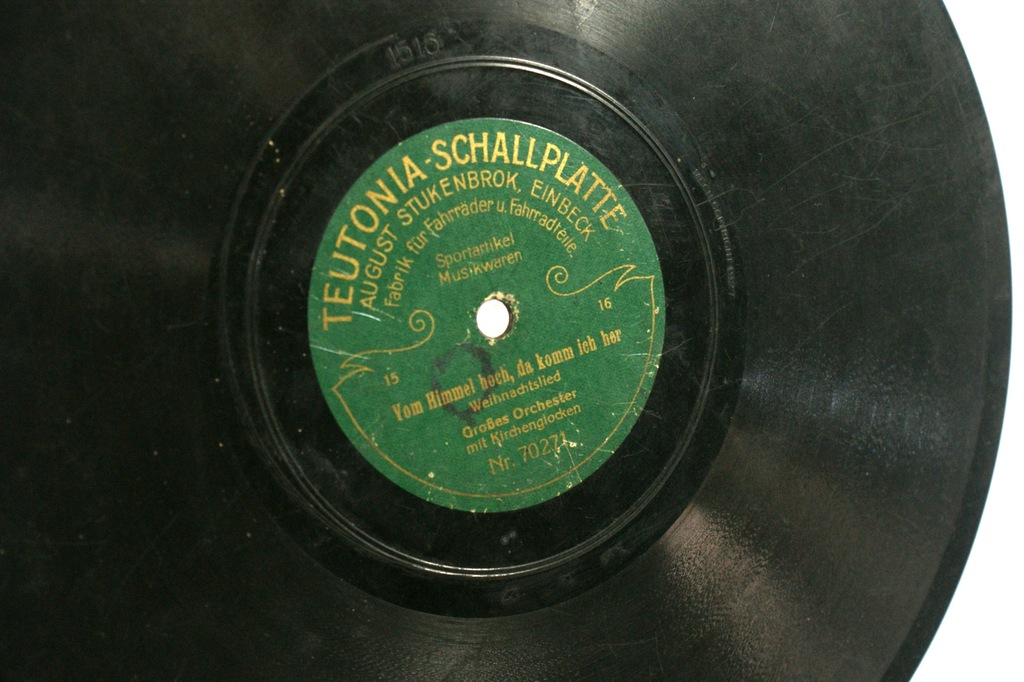 1516
TEUTONIA-SCHALLPLATTE
AUGUST STUKENBROK, EINBECK
Fabrik für Fahrräder u. Fahrradteile.
Sportartikel
Musikwaren
15
16
Vom Himmel hoch, da komm ich her
Weihnachtslied
Großes Orchester
mit Kirchenglocken
Nr. 70271